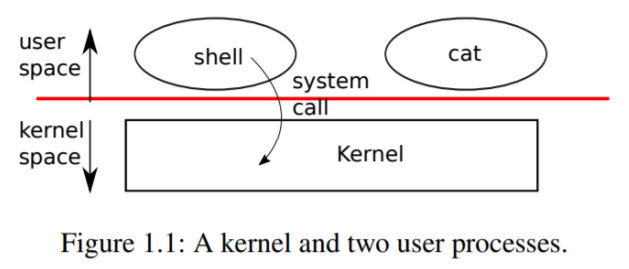 user
space
shell
cat
system
call
kernel
space
Kernel
Figure 1.1: A kernel and two user processes.